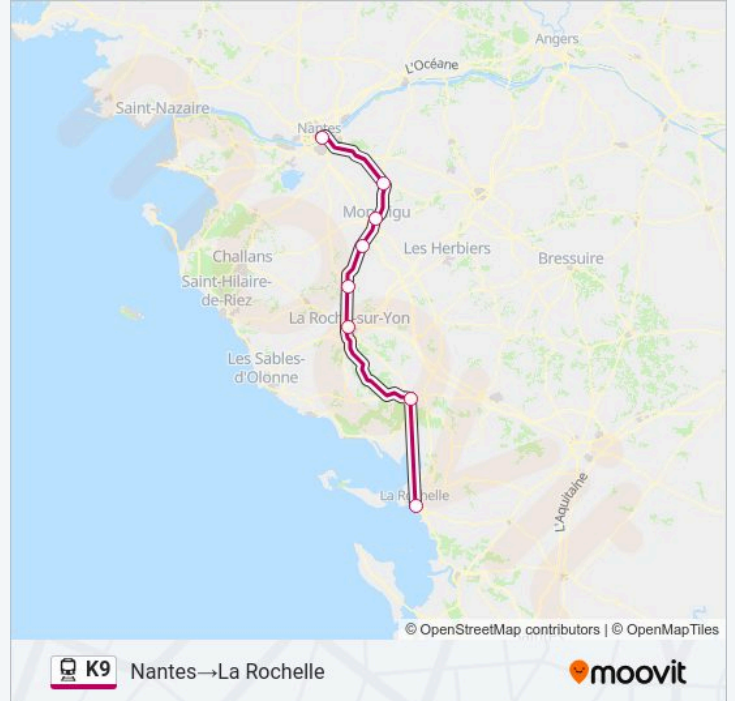 Angers
L'Océane
Saint-Nazaire
Nantes
Montaigu
Les Herbiers
Challans
Bressuire
Saint-Hilaire-
de-Riez
La Roche-sur-Yon
Les Sables-
d'Olonne
La Rochelle
L'Aquitaine
© OpenStreetMap contributors | © OpenMapTiles
K9 Nantes→La Rochelle
moovit